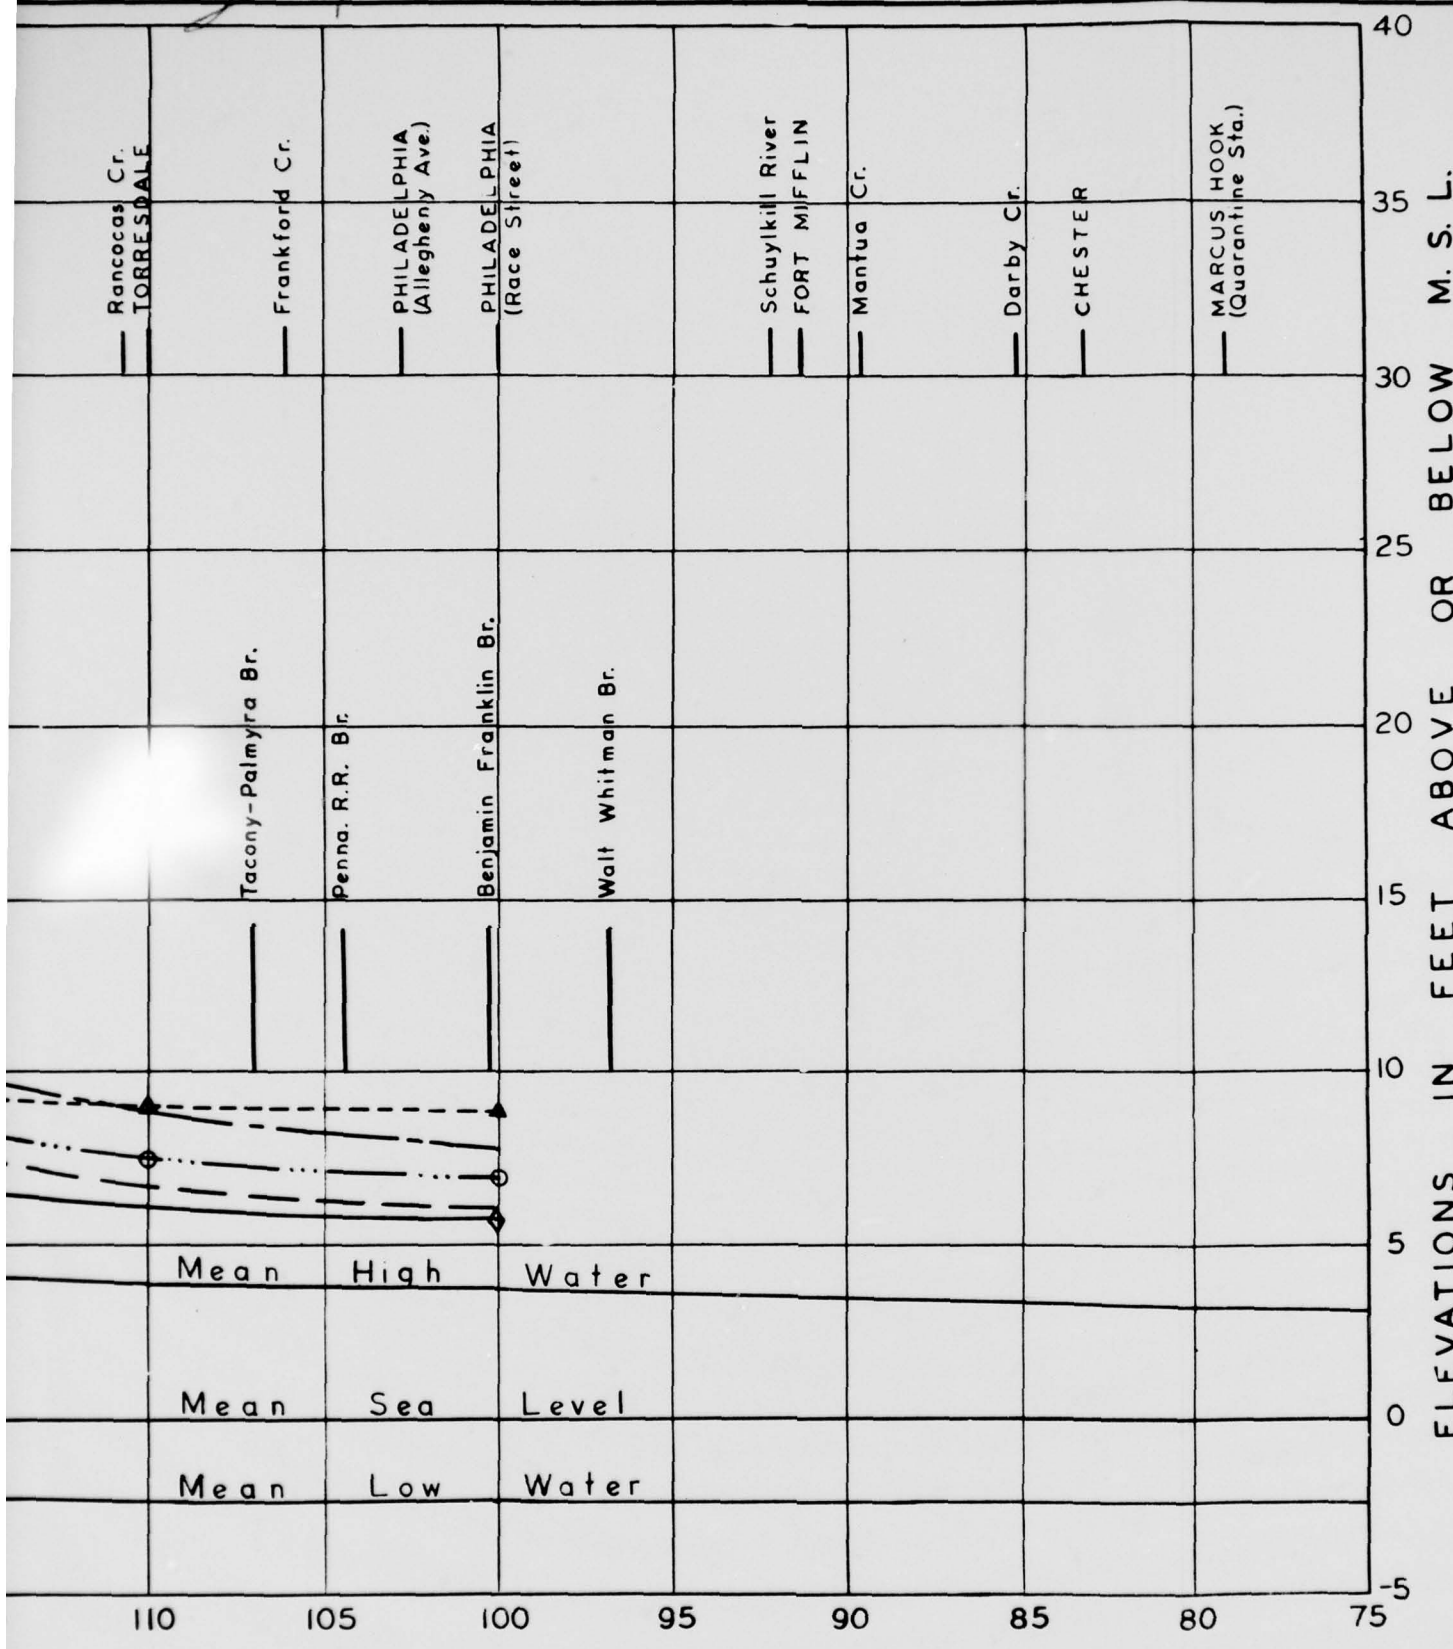 40
Rancocas Cr.
TORRESDALE
Frankford Cr.
PHILADELPHIA
(Allegheny Ave.)
PHILADELPHIA
(Race Street)
Schuylkill River
FORT MIFFLIN
Mantua Cr.
Darby Cr.
CHESTER
MARCUS HOOK
(Quarantine Sta.)
35
30
25
Tacony-Palmyra Br.
Penna. R.R. Br.
Benjamin Franklin Br.
Walt Whitman Br.
20
15
10
5
Mean High Water
Mean Sea Level
0
Mean Low Water
-5
110 105 100 95 90 85 80 75
ELEVATIONS IN FEET ABOVE OR BELOW M. S. L.